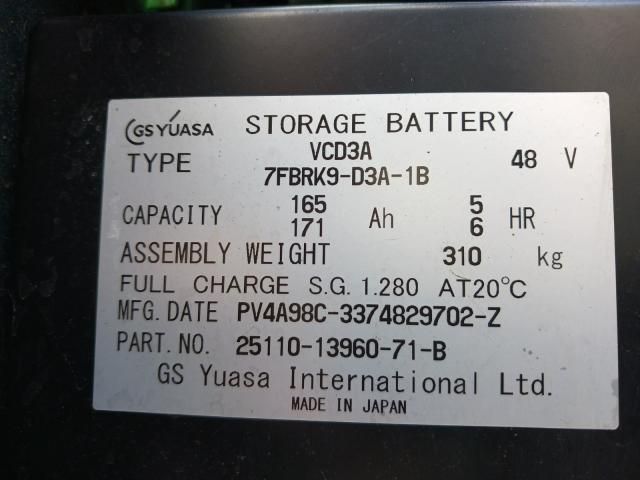 GS YUASA STORAGE BATTERY
TYPE VCD3A 48 V
7FBRK9-D3A-1B
CAPACITY 165 Ah 5 HR
171 6
ASSEMBLY WEIGHT 310 kg
FULL CHARGE S.G. 1.280 AT20℃
MFG. DATE PV4A98C-3374829702-Z
PART. NO. 25110-13960-71-B
GS Yuasa International Ltd.
MADE IN JAPAN